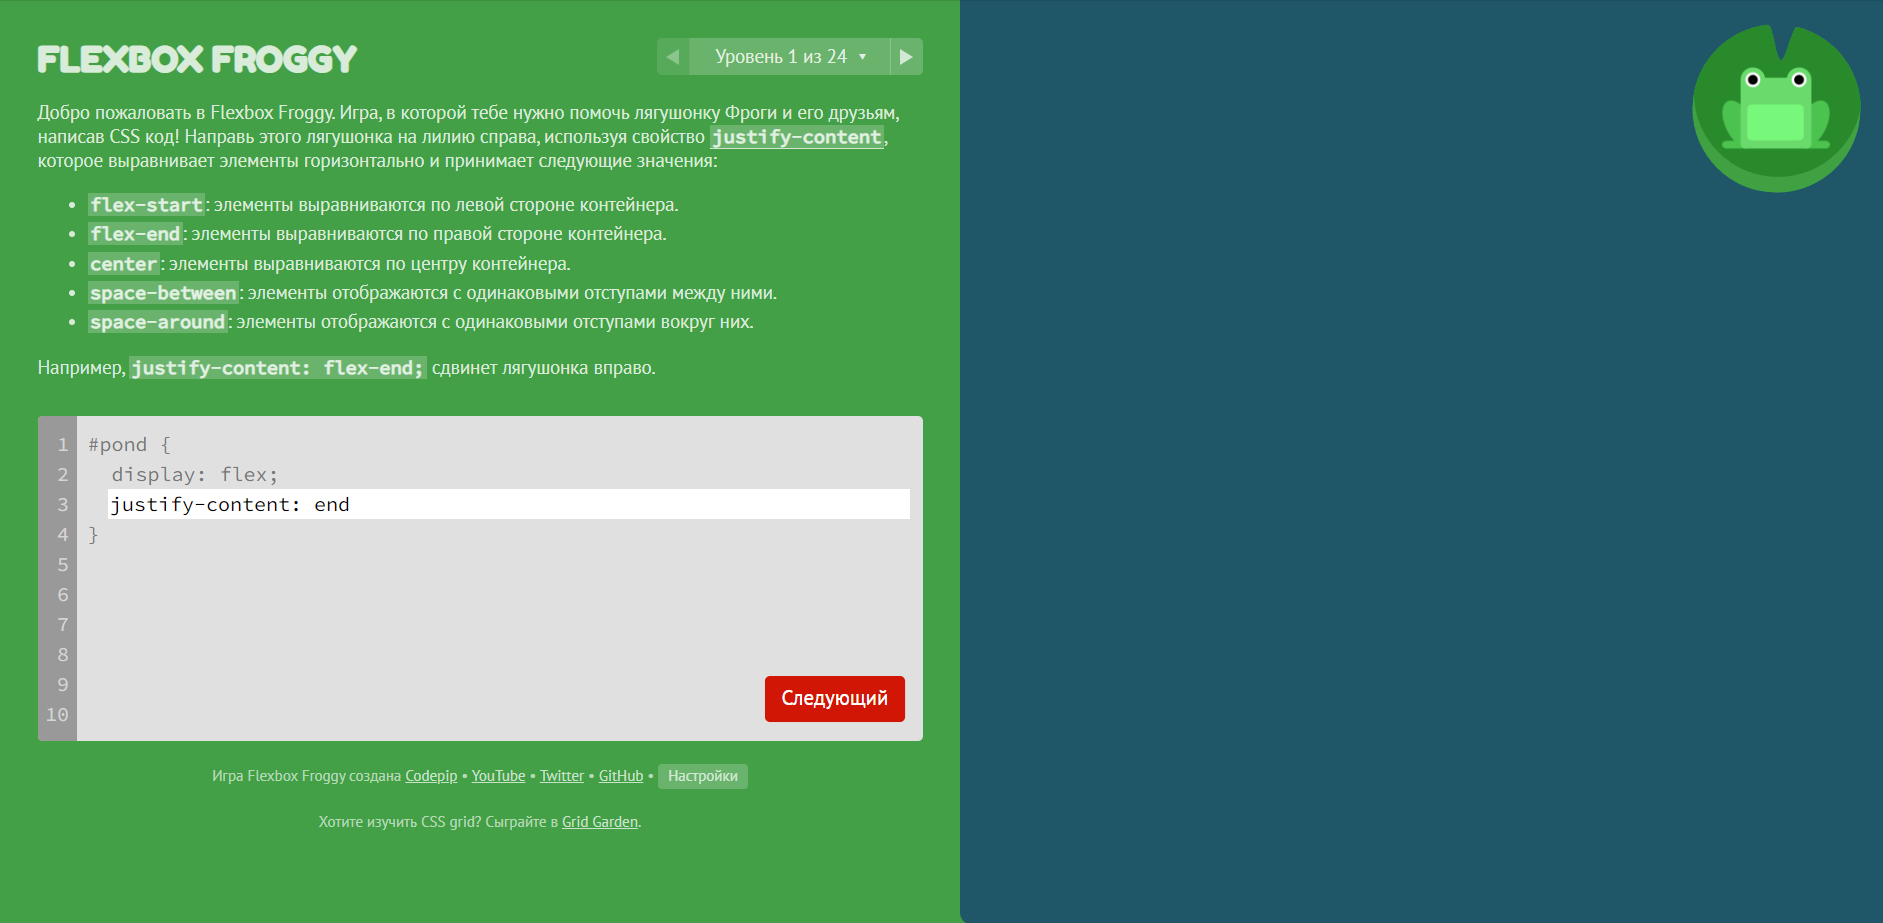 FLEXBOX FROGGY
Уровень 1 из 24
Добро пожаловать в Flexbox Froggy. Игра, в которой тебе нужно помочь лягушонку Фроги и его друзьям,
написав CSS код! Направь этого лягушонка на лилию справа, используя свойство justify-content,
которое выравнивает элементы горизонтально и принимает следующие значения:
• flex-start: элементы выравниваются по левой стороне контейнера.
• flex-end: элементы выравниваются по правой стороне контейнера.
• center: элементы выравниваются по центру контейнера.
• space-between: элементы отображаются с одинаковыми отступами между ними.
• space-around: элементы отображаются с одинаковыми отступами вокруг них.
Например, justify-content: flex-end; сдвинет лягушонка вправо.
1 #pond {
2 display: flex;
3 justify-content: end
4 }
5
6
7
8
9
10
Следующий
Игра Flexbox Froggy создана Codepip • YouTube • Twitter • GitHub • Настройки
Хотите изучить CSS grid? Сыграйте в Grid Garden.